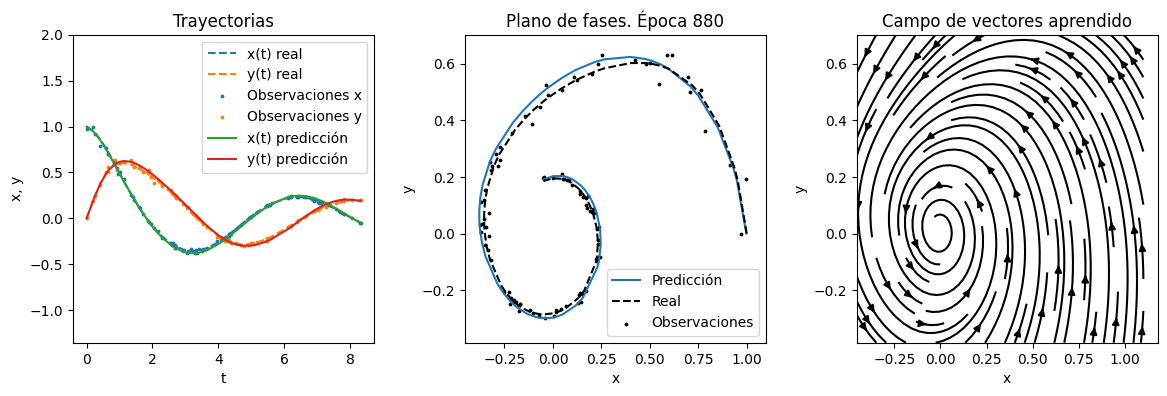 Trayectorias
2.0
1.5
1.0
0.5
0.0
−0.5
−1.0
x, y
0
2
4
6
8
t
x(t) real
y(t) real
Observaciones x
Observaciones y
x(t) predicción
y(t) predicción
Plano de fases. Época 880
0.6
0.4
0.2
0.0
−0.2
y
−0.25
0.00
0.25
0.50
0.75
1.00
x
Predicción
Real
Observaciones
Campo de vectores aprendido
0.6
0.4
0.2
0.0
−0.2
y
−0.25
0.00
0.25
0.50
0.75
1.00
x